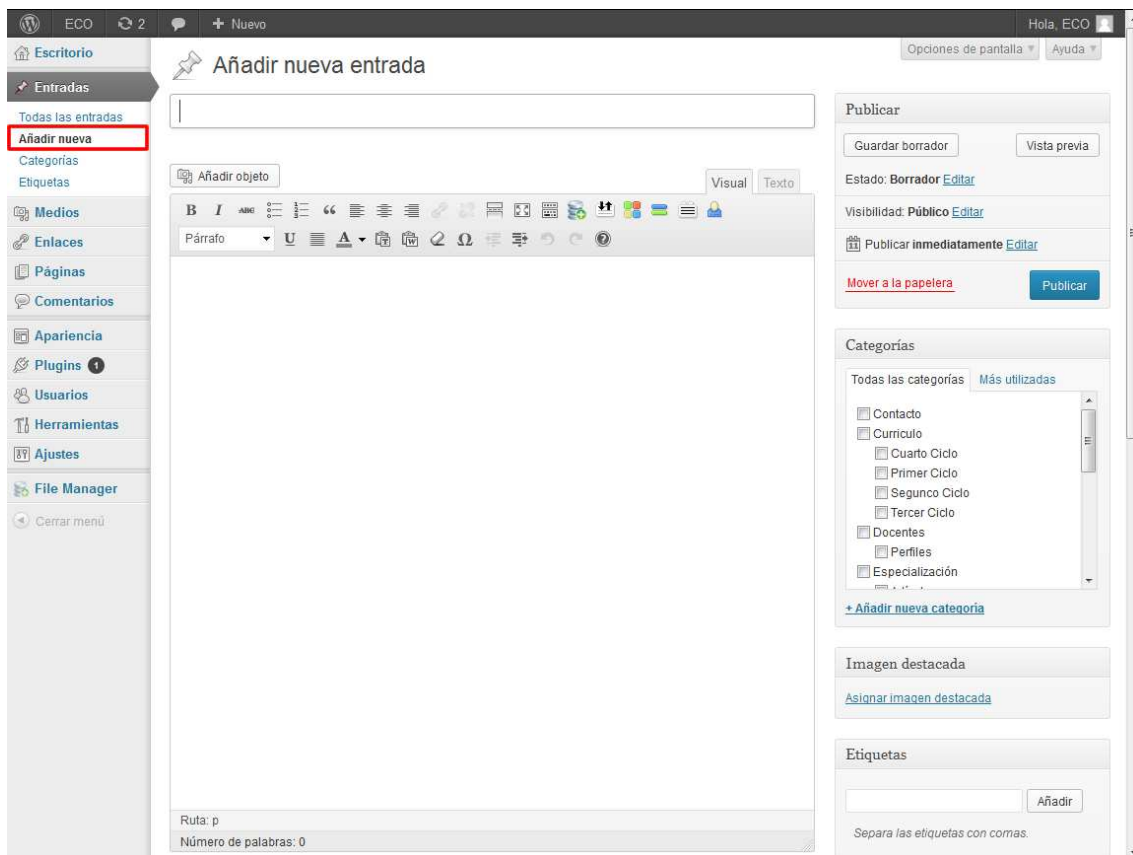 ECO 2 + Nuevo Hola, ECO
Escritorio
Entradas
Todas las entradas
Añadir nueva
Categorías
Etiquetas
Medios
Enlaces
Páginas
Comentarios
Apariencia
Plugins 1
Usuarios
Herramientas
Ajustes
File Manager
Cerrar menú
Opciones de pantalla Ayuda
Añadir nueva entrada
Añadir objeto
Visual Texto
B I ABC
Párrafo U A Ω
Ruta: p
Número de palabras: 0
Publicar
Guardar borrador Vista previa
Estado: Borrador Editar
Visibilidad: Público Editar
Publicar inmediatamente Editar
Mover a la papelera Publicar
Categorías
Todas las categorías Más utilizadas
Contacto
Curriculo
Cuarto Ciclo
Primer Ciclo
Segunco Ciclo
Tercer Ciclo
Docentes
Perfiles
Especialización
+ Añadir nueva categoría
Imagen destacada
Asignar imagen destacada
Etiquetas
Añadir
Separa las etiquetas con comas.